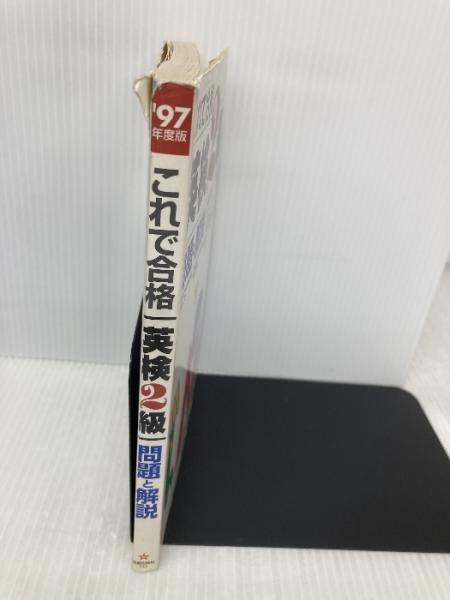 '97
年度版
これで合格
英検2級
問題と解説